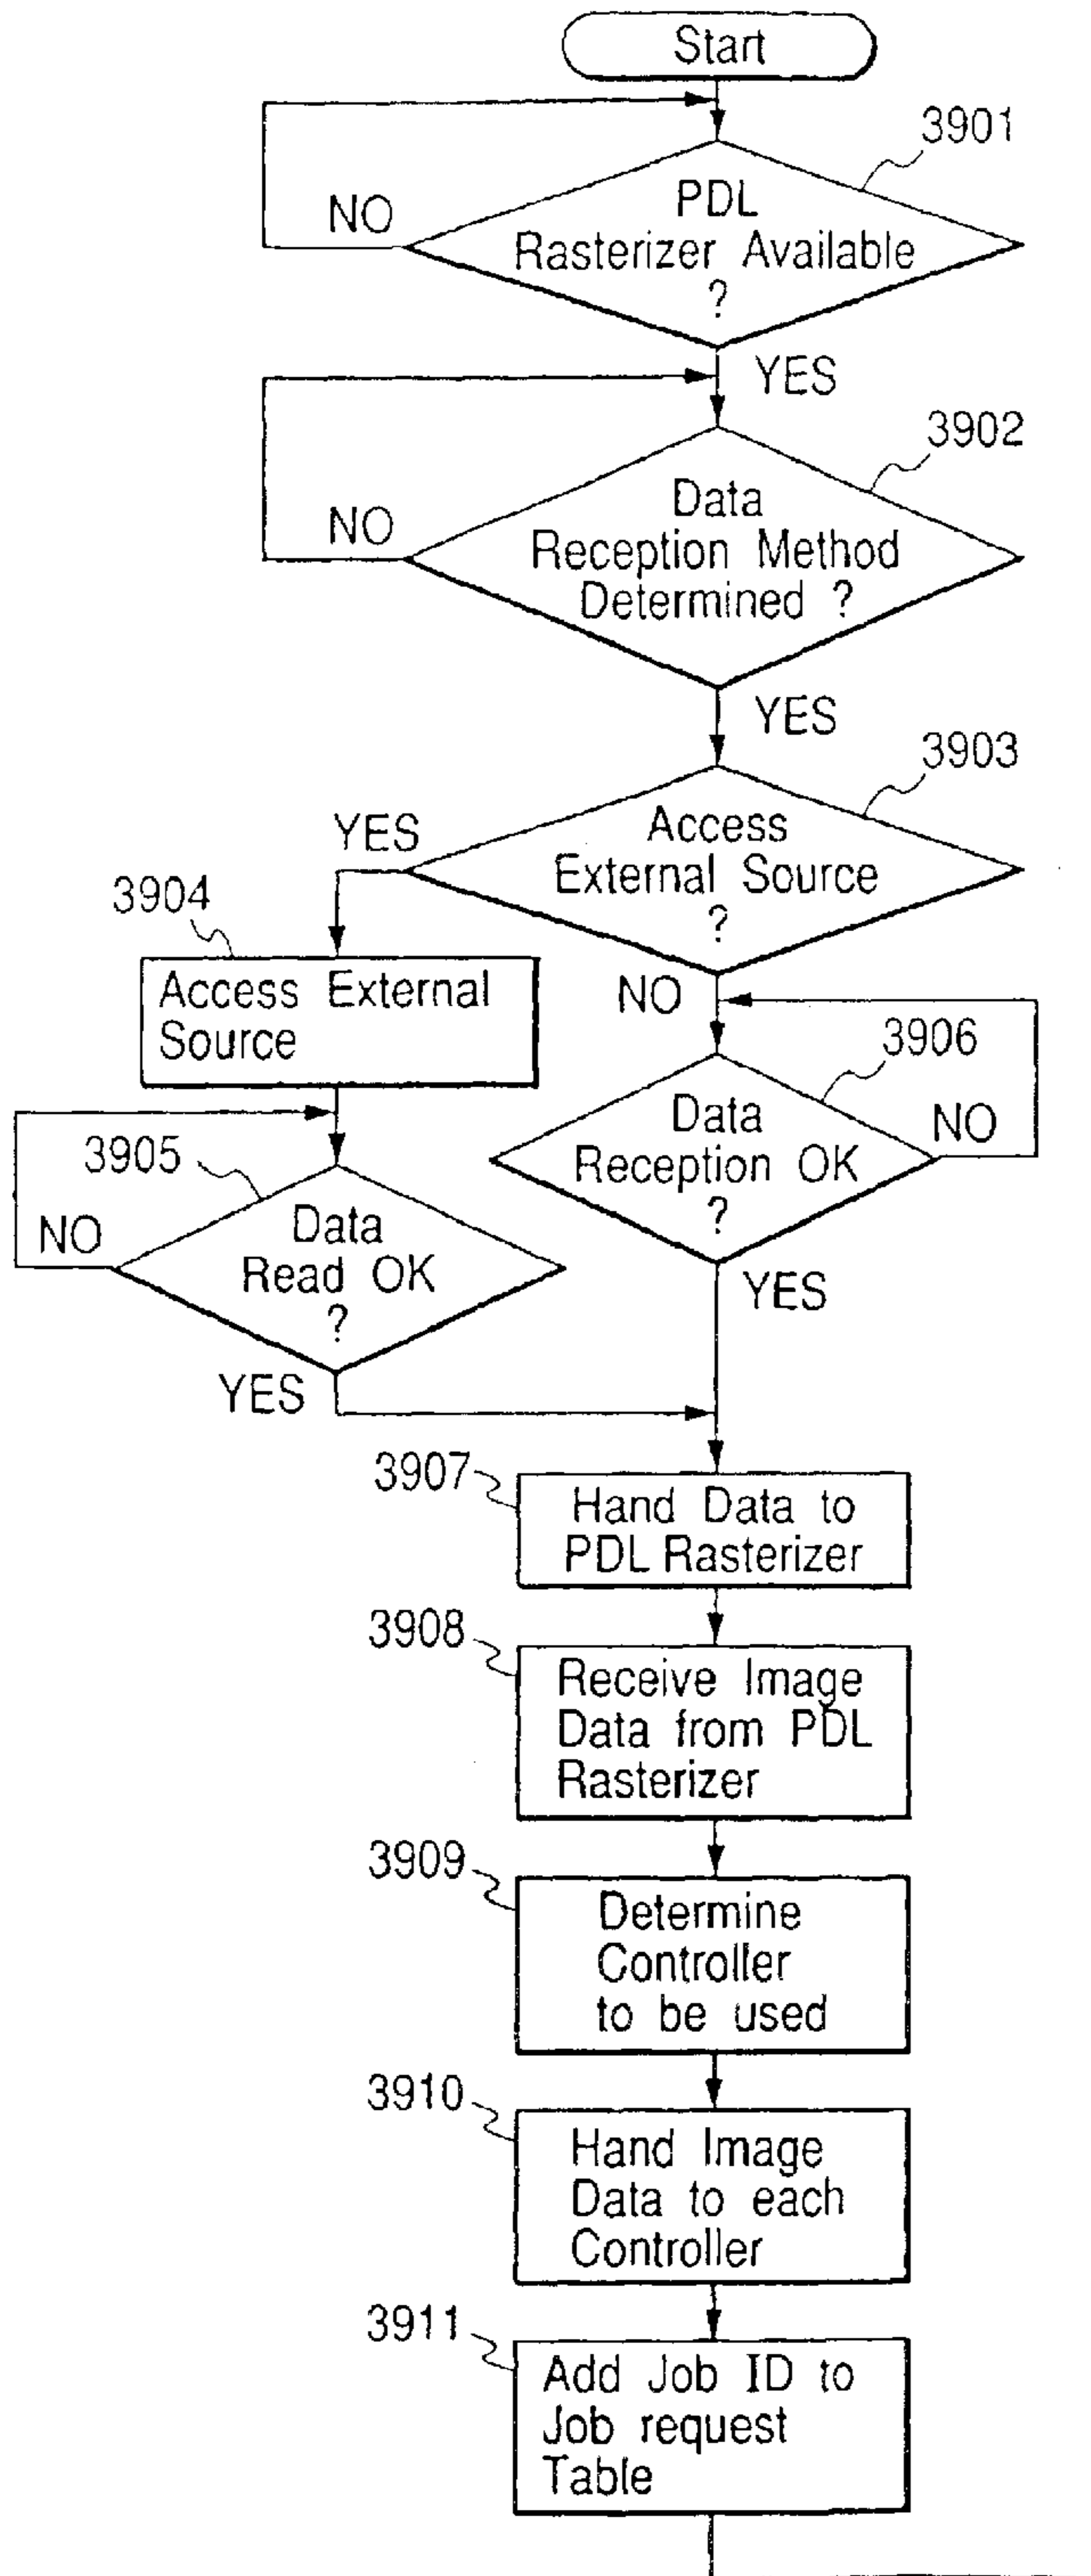 Start
3901
PDL
Rasterizer Available
?
NO
YES
3902
Data
Reception Method
Determined ?
NO
YES
3903
Access
External Source
?
YES
3904
Access External
Source
NO
3906
Data
Reception OK
?
NO
3905
Data
Read OK
?
NO
YES
YES
3907
Hand Data to
PDL Rasterizer
3908
Receive Image
Data from PDL
Rasterizer
3909
Determine
Controller
to be used
3910
Hand Image
Data to each
Controller
3911
Add Job ID to
Job request
Table